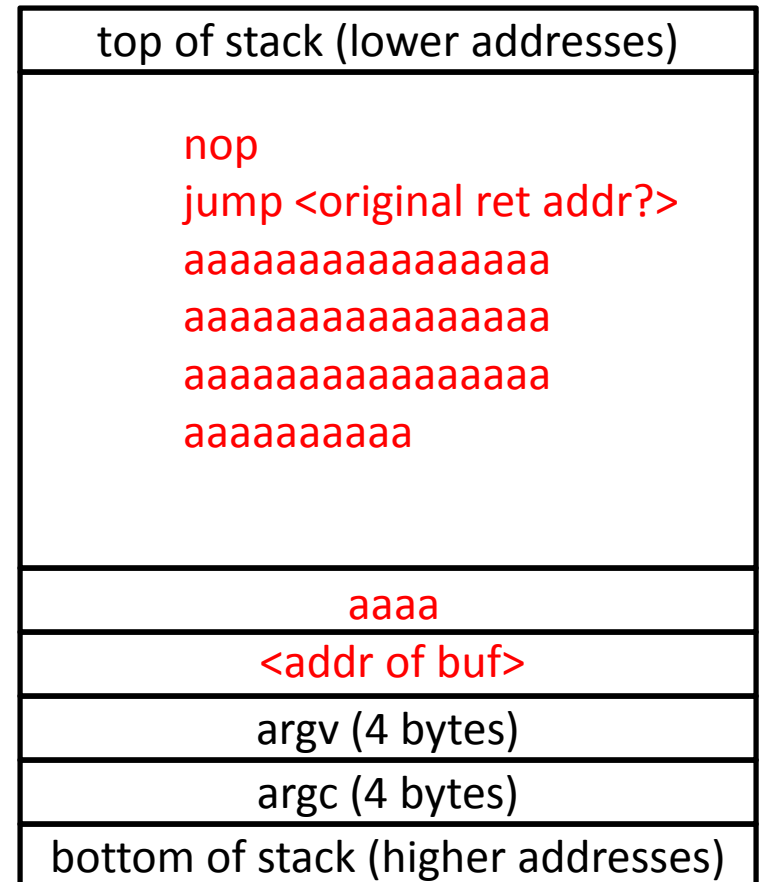 top of stack (lower addresses)
nop
jump <original ret addr?>
aaaaaaaaaaaaaaaa
aaaaaaaaaaaaaaaa
aaaaaaaaaaaaaaaa
aaaaaaaaaa
aaaa
<addr of buf>
argv (4 bytes)
argc (4 bytes)
bottom of stack (higher addresses)